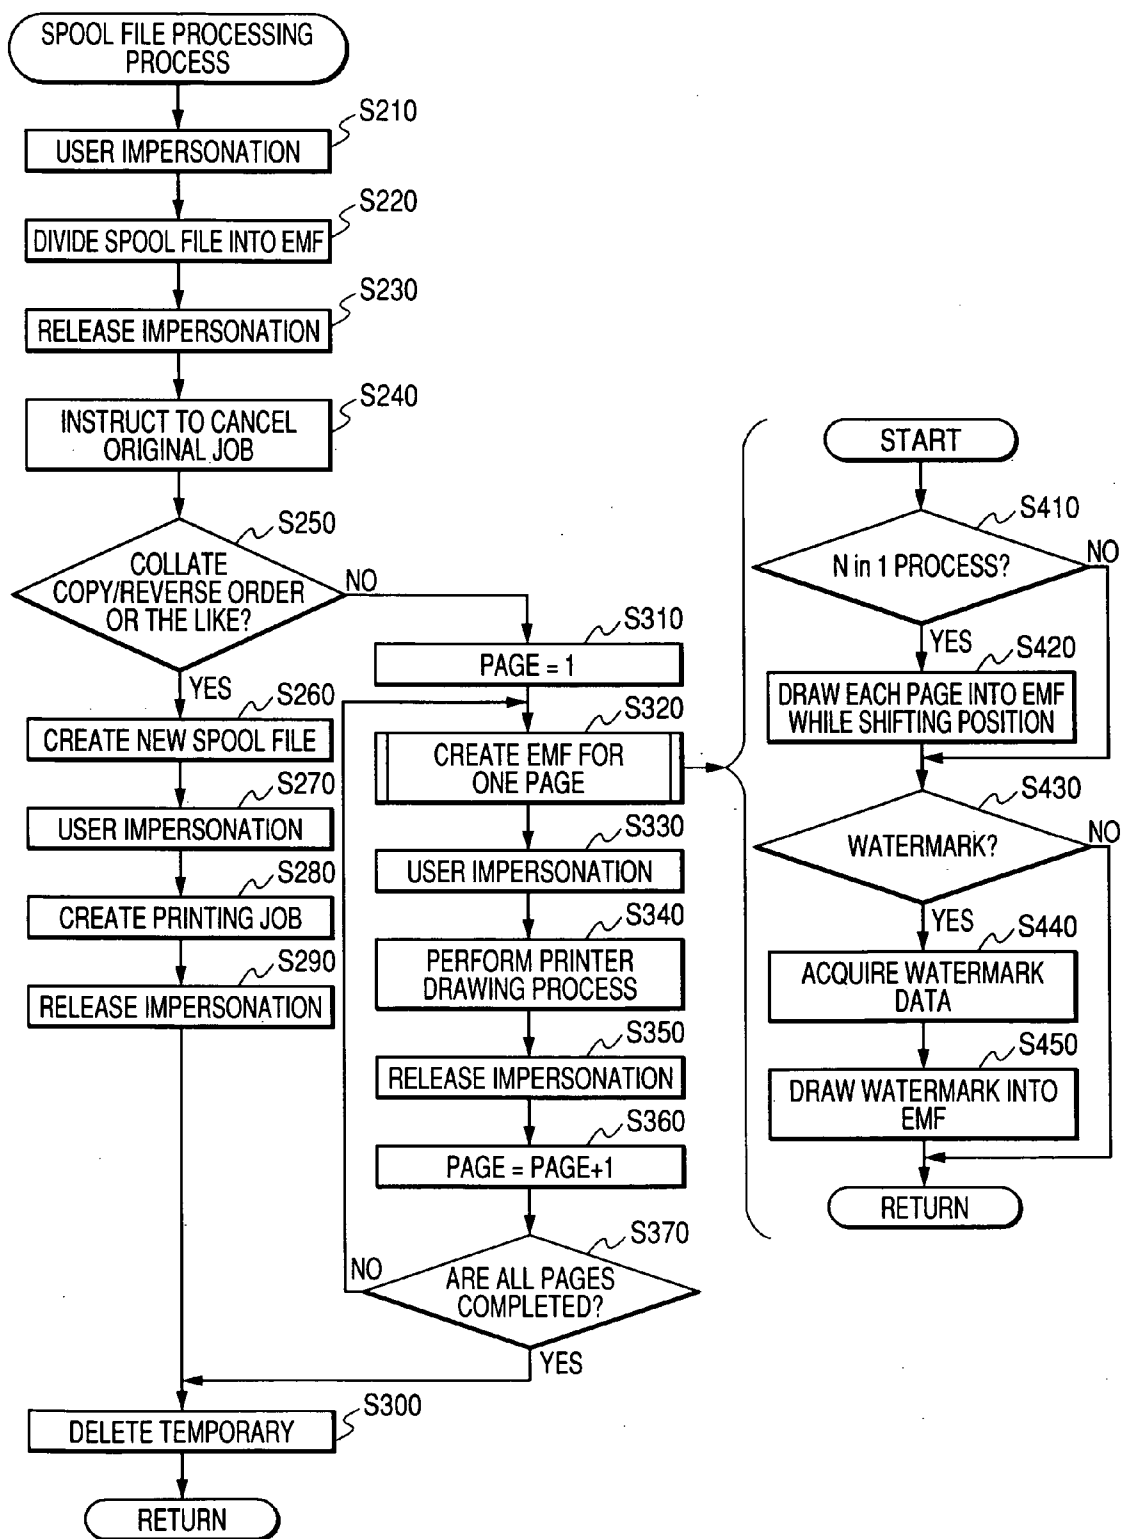 SPOOL FILE PROCESSING
PROCESS
S210
USER IMPERSONATION
S220
DIVIDE SPOOL FILE INTO EMF
S230
RELEASE IMPERSONATION
S240
INSTRUCT TO CANCEL
ORIGINAL JOB
S250
COLLATE
COPY/REVERSE ORDER
OR THE LIKE?
NO
YES
S260
CREATE NEW SPOOL FILE
S270
USER IMPERSONATION
S280
CREATE PRINTING JOB
S290
RELEASE IMPERSONATION
S310
PAGE = 1
S320
CREATE EMF FOR
ONE PAGE
S330
USER IMPERSONATION
S340
PERFORM PRINTER
DRAWING PROCESS
S350
RELEASE IMPERSONATION
S360
PAGE = PAGE+1
S370
NO
ARE ALL PAGES
COMPLETED?
YES
S300
DELETE TEMPORARY
RETURN
START
S410
N in 1 PROCESS?
NO
YES
S420
DRAW EACH PAGE INTO EMF
WHILE SHIFTING POSITION
S430
WATERMARK?
NO
YES
S440
ACQUIRE WATERMARK
DATA
S450
DRAW WATERMARK INTO
EMF
RETURN